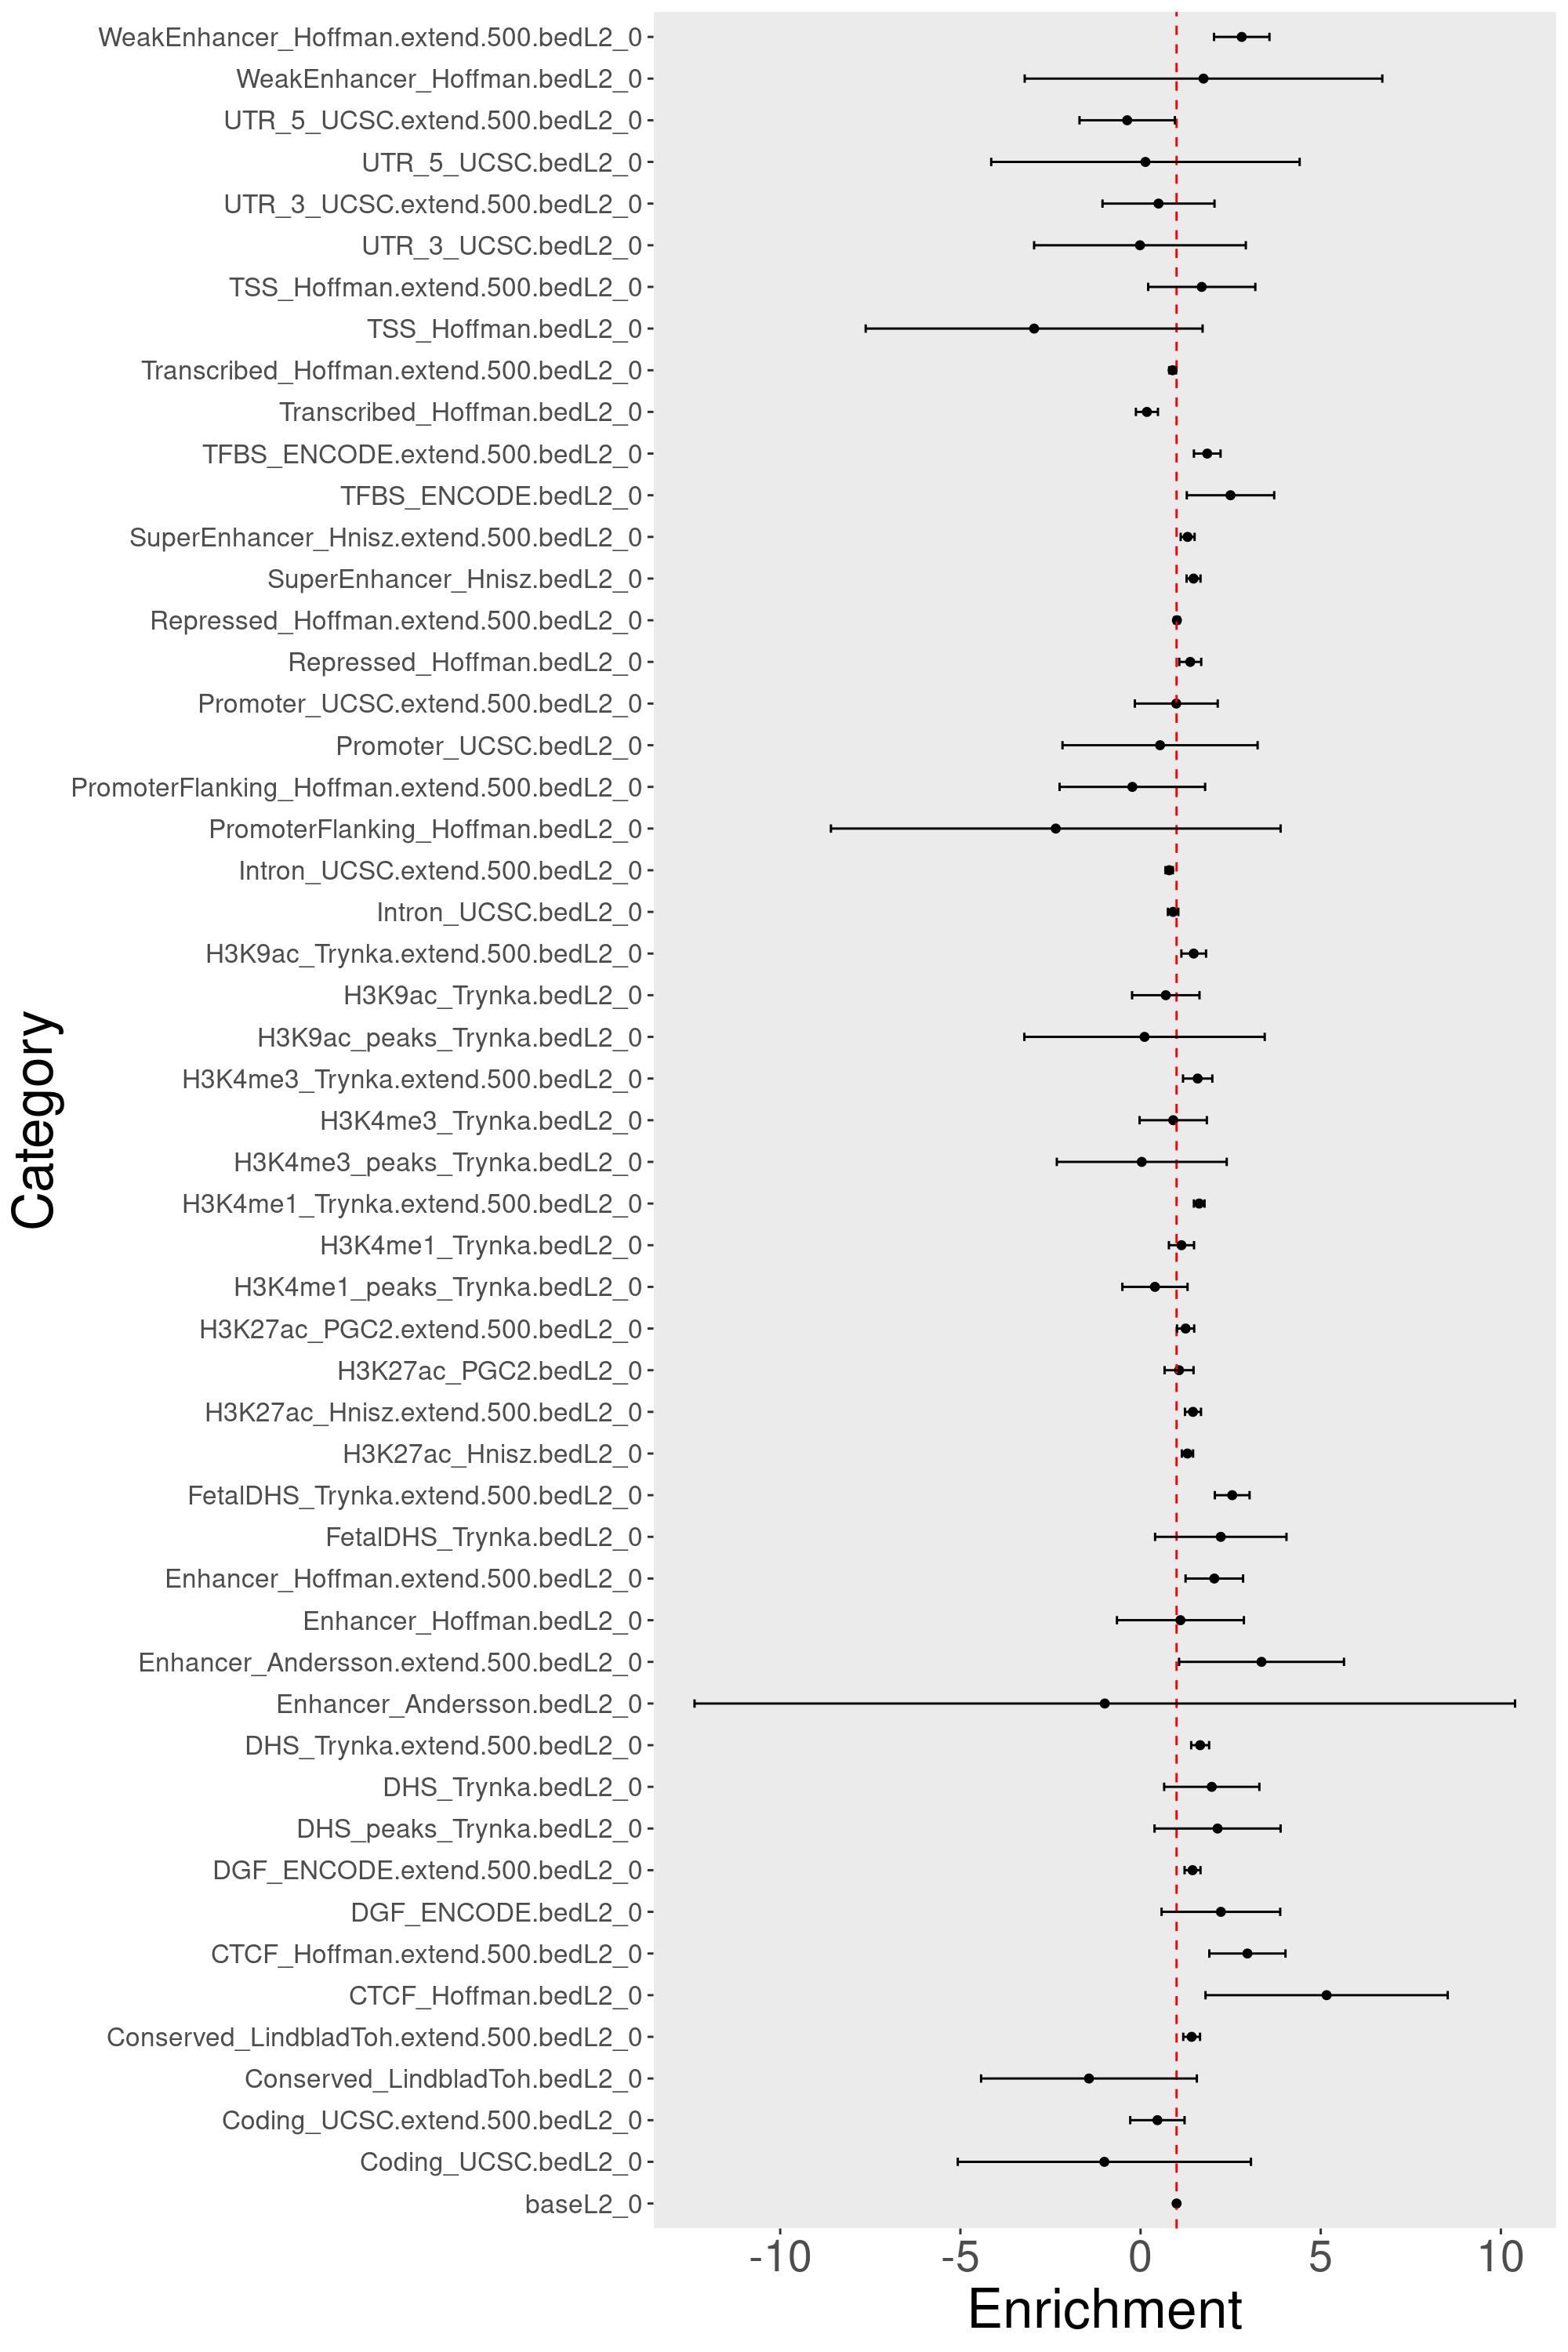 WeakEnhancer_Hoffman.extend.500.bedL2_0
WeakEnhancer_Hoffman.bedL2_0
UTR_5_UCSC.extend.500.bedL2_0
UTR_5_UCSC.bedL2_0
UTR_3_UCSC.extend.500.bedL2_0
UTR_3_UCSC.bedL2_0
TSS_Hoffman.extend.500.bedL2_0
TSS_Hoffman.bedL2_0
Transcribed_Hoffman.extend.500.bedL2_0
Transcribed_Hoffman.bedL2_0
TFBS_ENCODE.extend.500.bedL2_0
TFBS_ENCODE.bedL2_0
SuperEnhancer_Hnisz.extend.500.bedL2_0
SuperEnhancer_Hnisz.bedL2_0
Repressed_Hoffman.extend.500.bedL2_0
Repressed_Hoffman.bedL2_0
Promoter_UCSC.extend.500.bedL2_0
Promoter_UCSC.bedL2_0
PromoterFlanking_Hoffman.extend.500.bedL2_0
PromoterFlanking_Hoffman.bedL2_0
Intron_UCSC.extend.500.bedL2_0
Intron_UCSC.bedL2_0
H3K9ac_Trynka.extend.500.bedL2_0
H3K9ac_Trynka.bedL2_0
H3K9ac_peaks_Trynka.bedL2_0
H3K4me3_Trynka.extend.500.bedL2_0
H3K4me3_Trynka.bedL2_0
H3K4me3_peaks_Trynka.bedL2_0
H3K4me1_Trynka.extend.500.bedL2_0
H3K4me1_Trynka.bedL2_0
H3K4me1_peaks_Trynka.bedL2_0
H3K27ac_PGC2.extend.500.bedL2_0
H3K27ac_PGC2.bedL2_0
H3K27ac_Hnisz.extend.500.bedL2_0
H3K27ac_Hnisz.bedL2_0
FetalDHS_Trynka.extend.500.bedL2_0
FetalDHS_Trynka.bedL2_0
Enhancer_Hoffman.extend.500.bedL2_0
Enhancer_Hoffman.bedL2_0
Enhancer_Andersson.extend.500.bedL2_0
Enhancer_Andersson.bedL2_0
DHS_Trynka.extend.500.bedL2_0
DHS_Trynka.bedL2_0
DHS_peaks_Trynka.bedL2_0
DGF_ENCODE.extend.500.bedL2_0
DGF_ENCODE.bedL2_0
CTCF_Hoffman.extend.500.bedL2_0
CTCF_Hoffman.bedL2_0
Conserved_LindbladToh.extend.500.bedL2_0
Conserved_LindbladToh.bedL2_0
Coding_UCSC.extend.500.bedL2_0
Coding_UCSC.bedL2_0
baseL2_0
Category
-10 -5 0 5 10
Enrichment